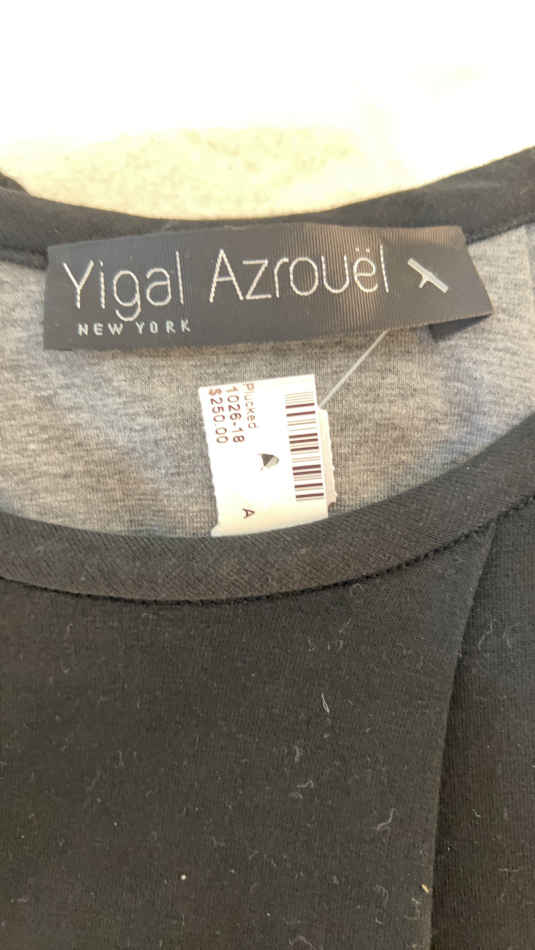 Yigal Azrouël
NEW YORK
Plucked
1026-18
$250.00
A